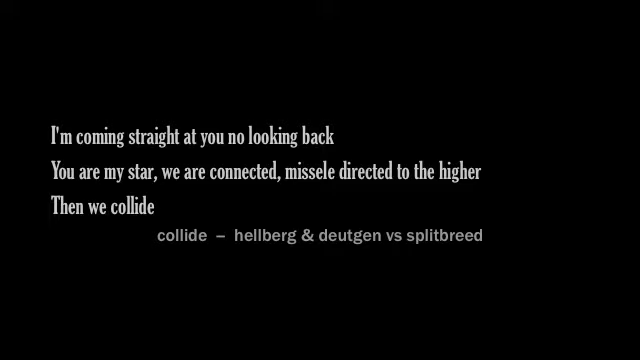 I'm coming straight at you no looking back
You are my star, we are connected, missele directed to the higher
Then we collide
collide – hellberg & deutgen vs splitbreed